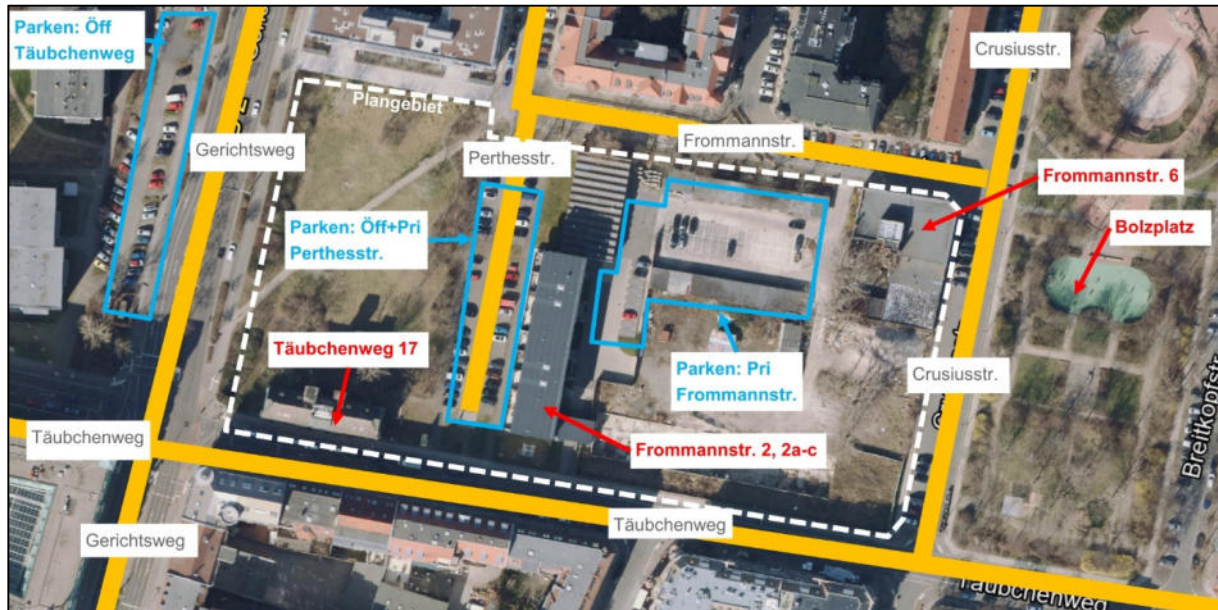 Parken: Öff
Täubchenweg
Crusiusstr.
Plangebiet
Gerichtsweg
Perthesstr.
Frommannstr.
Frommannstr. 6
Parken: Öff+Pri
Perthesstr.
Bolzplatz
Täubchenweg 17
Parken: Pri
Frommannstr.
Crusiusstr.
Täubchenweg
Frommannstr. 2, 2a-c
Breitkopfstr.
Täubchenweg
Gerichtsweg
Täubchenweg